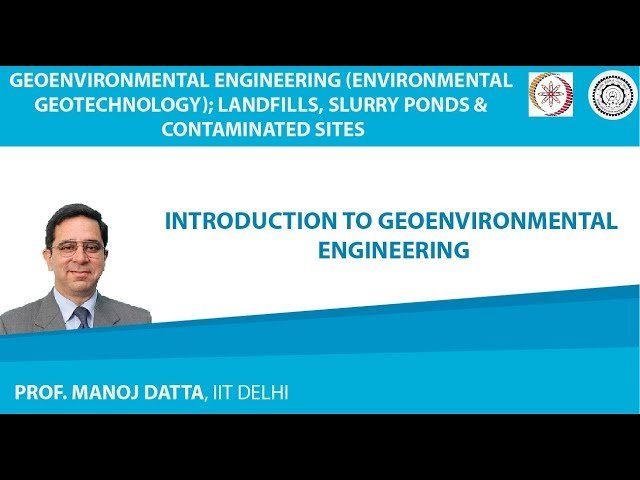 GEOENVIRONMENTAL ENGINEERING (ENVIRONMENTAL
GEOTECHNOLOGY); LANDFILLS, SLURRY PONDS &
CONTAMINATED SITES
INTRODUCTION TO GEOENVIRONMENTAL
ENGINEERING
PROF. MANOJ DATTA, IIT DELHI